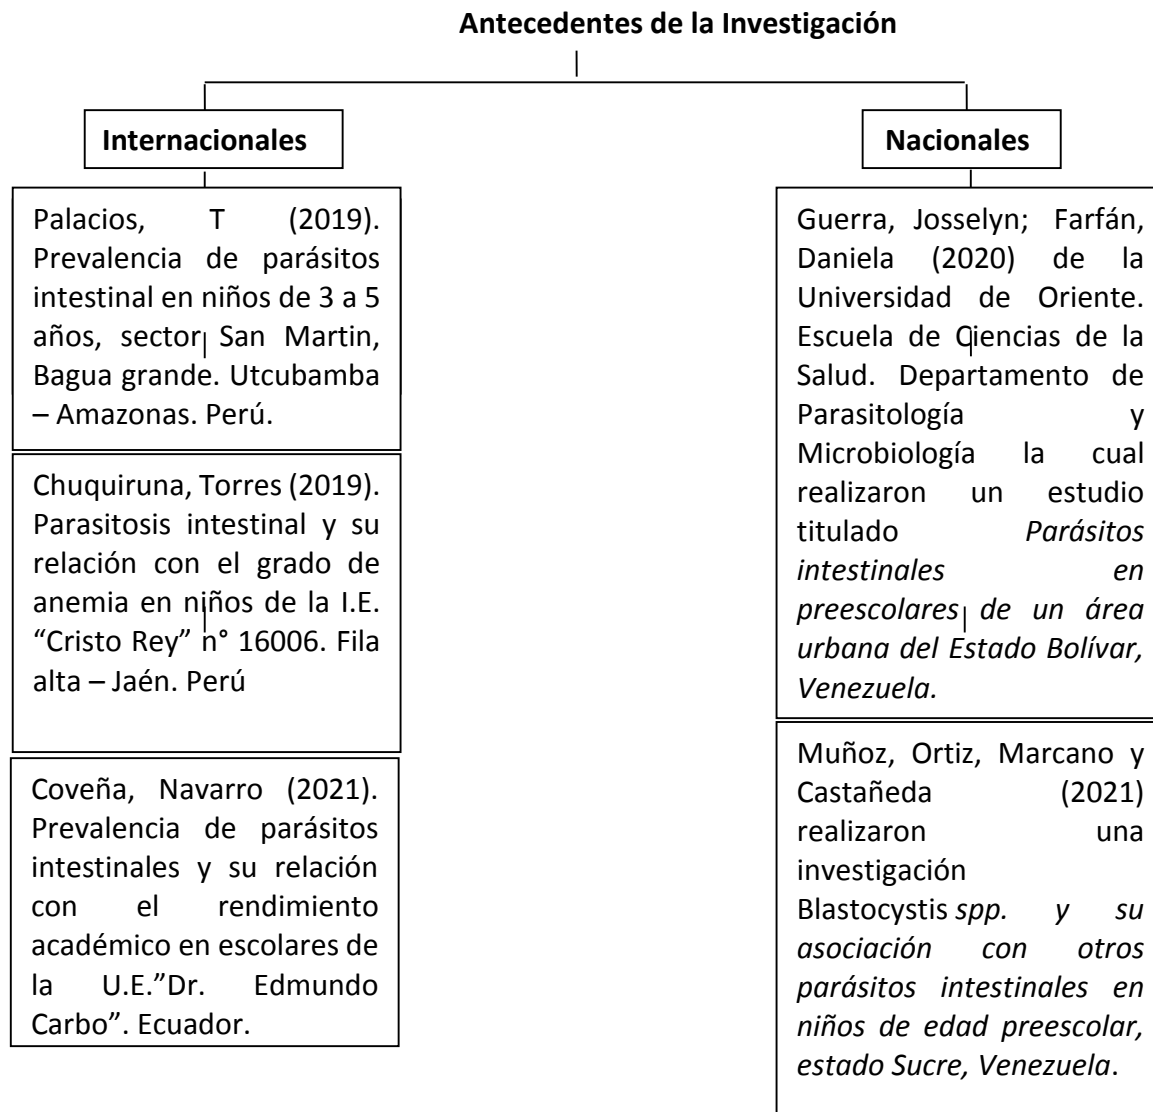 Antecedentes de la Investigación
Internacionales
Palacios, T (2019).
Prevalencia de parásitos
intestinal en niños de 3 a 5
años, sector San Martin,
Bagua grande. Utcubamba
– Amazonas. Perú.
Chuquiruna, Torres (2019).
Parasitosis intestinal y su
relación con el grado de
anemia en niños de la I.E.
“Cristo Rey” n° 16006. Fila
alta – Jaén. Perú
Coveña, Navarro (2021).
Prevalencia de parásitos
intestinales y su relación
con el rendimiento
académico en escolares de
la U.E.”Dr. Edmundo
Carbo”. Ecuador.
Nacionales
Guerra, Josselyn; Farfán,
Daniela (2020) de la
Universidad de Oriente.
Escuela de Ciencias de la
Salud. Departamento de
Parasitología y
Microbiología la cual
realizaron un estudio
titulado Parásitos
intestinales en
preescolares de un área
urbana del Estado Bolívar,
Venezuela.
Muñoz, Ortiz, Marcano y
Castañeda (2021)
realizaron una
investigación
Blastocystis spp. y su
asociación con otros
parásitos intestinales en
niños de edad preescolar,
estado Sucre, Venezuela.